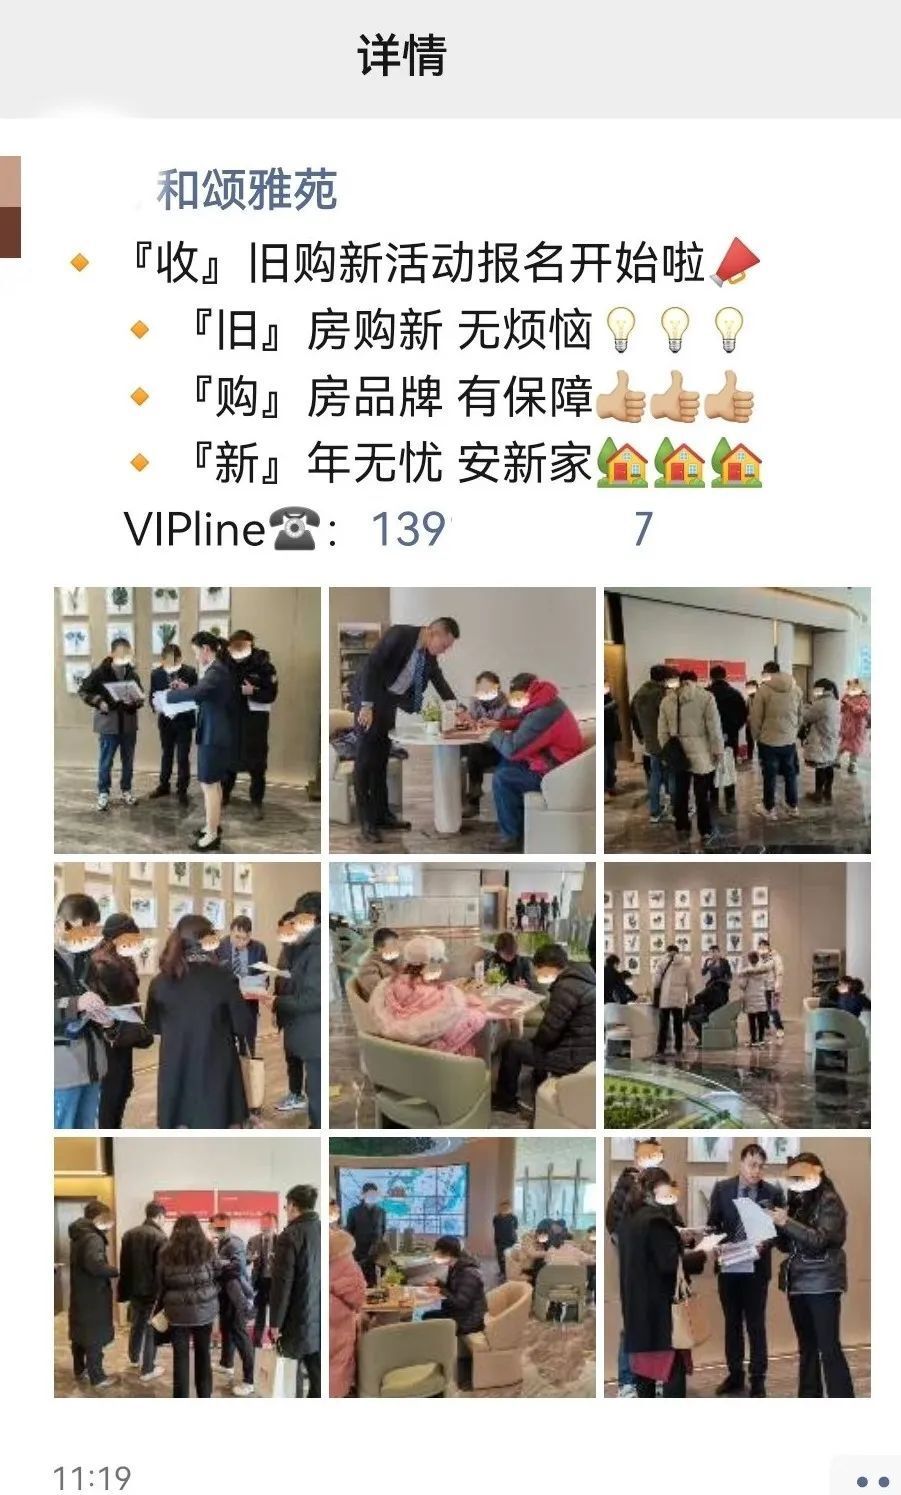 详情
和颂雅苑
🔸『收』旧购新活动报名开始啦📣
🔸『旧』房购新 无烦恼💡💡💡
🔸『购』房品牌 有保障👍🏼👍🏼👍🏼
🔸『新』年无忧 安新家🏡🏡🏡
VIPline☎️：139 7
11:19